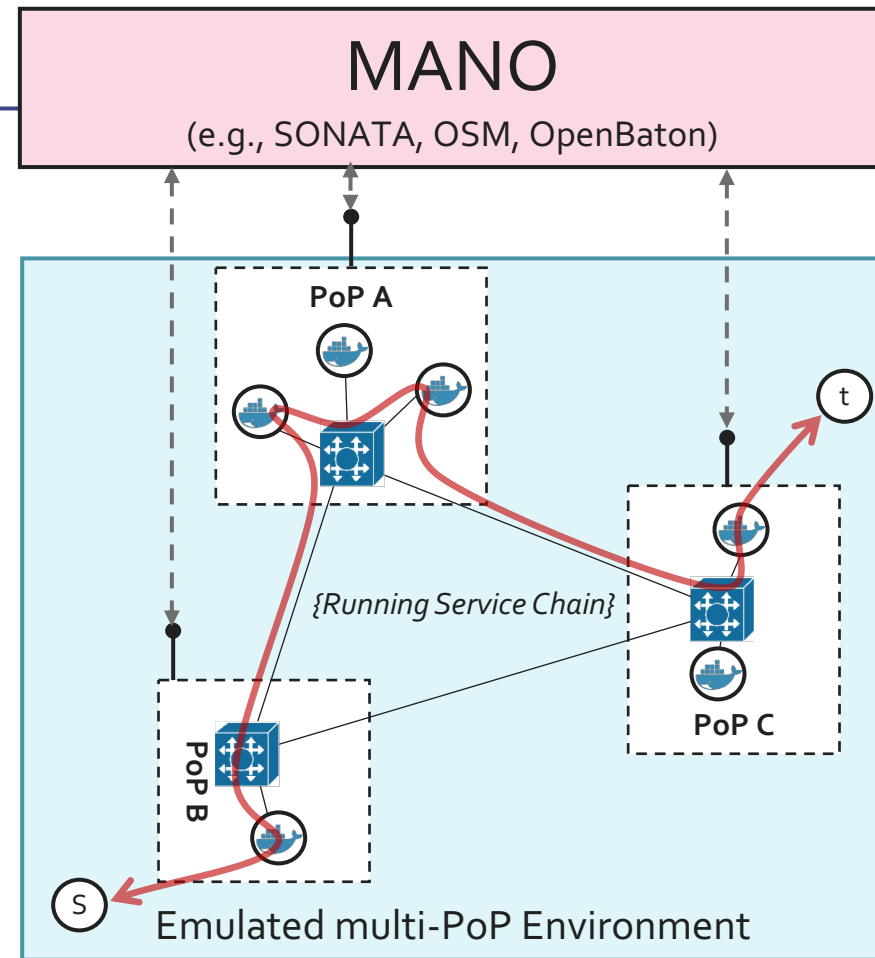 MANO
(e.g., SONATA, OSM, OpenBaton)
PoP A
t
{Running Service Chain}
PoP C
PoP B
S
Emulated multi-PoP Environment